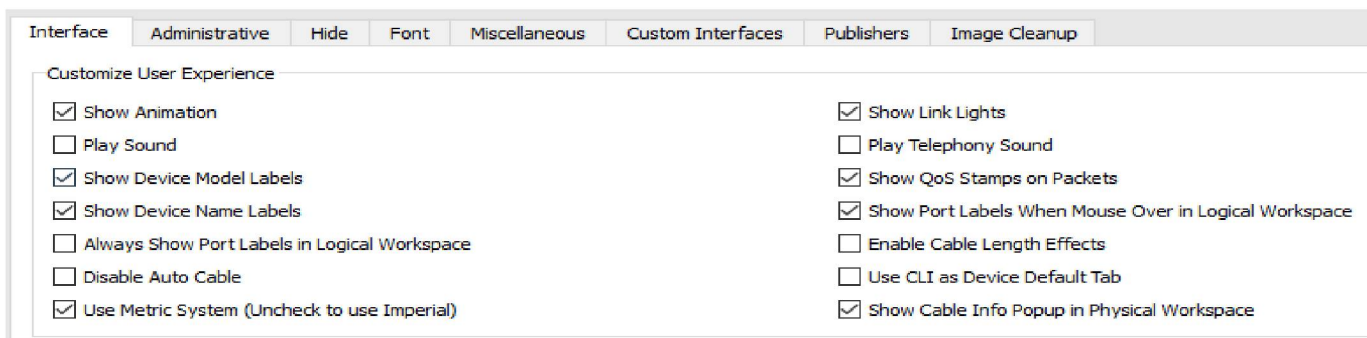 Interface Administrative Hide Font Miscellaneous Custom Interfaces Publishers Image Cleanup
Customize User Experience
Show Animation Show Link Lights
Play Sound Play Telephony Sound
Show Device Model Labels Show QoS Stamps on Packets
Show Device Name Labels Show Port Labels When Mouse Over in Logical Workspace
Always Show Port Labels in Logical Workspace Enable Cable Length Effects
Disable Auto Cable Use CLI as Device Default Tab
Use Metric System (Uncheck to use Imperial) Show Cable Info Popup in Physical Workspace